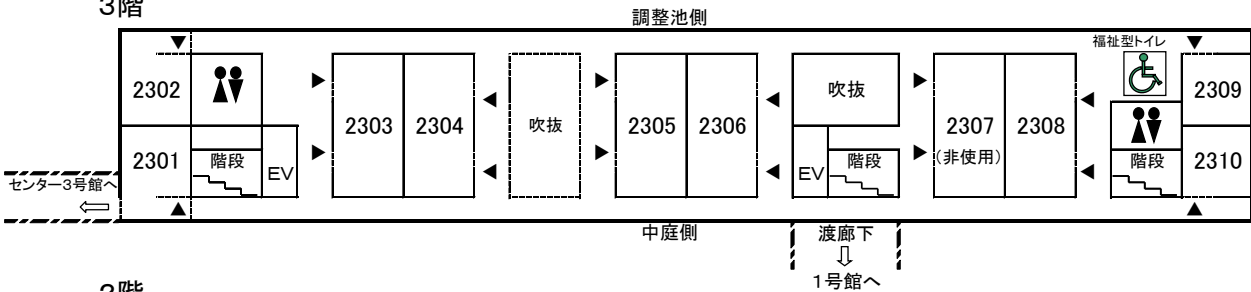 3階
調整池側
福祉型トイレ
2302
2301
階段
EV
2303
2304
吹抜
2305
2306
吹抜
EV
階段
2307
(非使用)
2308
階段
2309
2310
センター3号館へ
中庭側
渡廊下
1号館へ